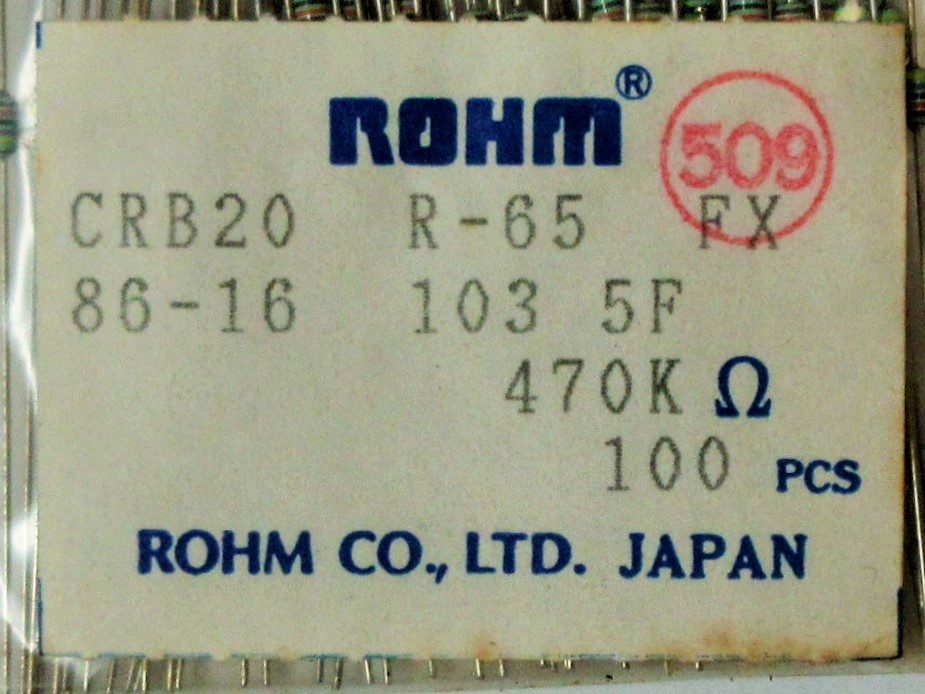 ROHM®
509
CRB20 R-65 FX
86-16 103 5F
470K Ω
100 PCS
ROHM CO., LTD. JAPAN